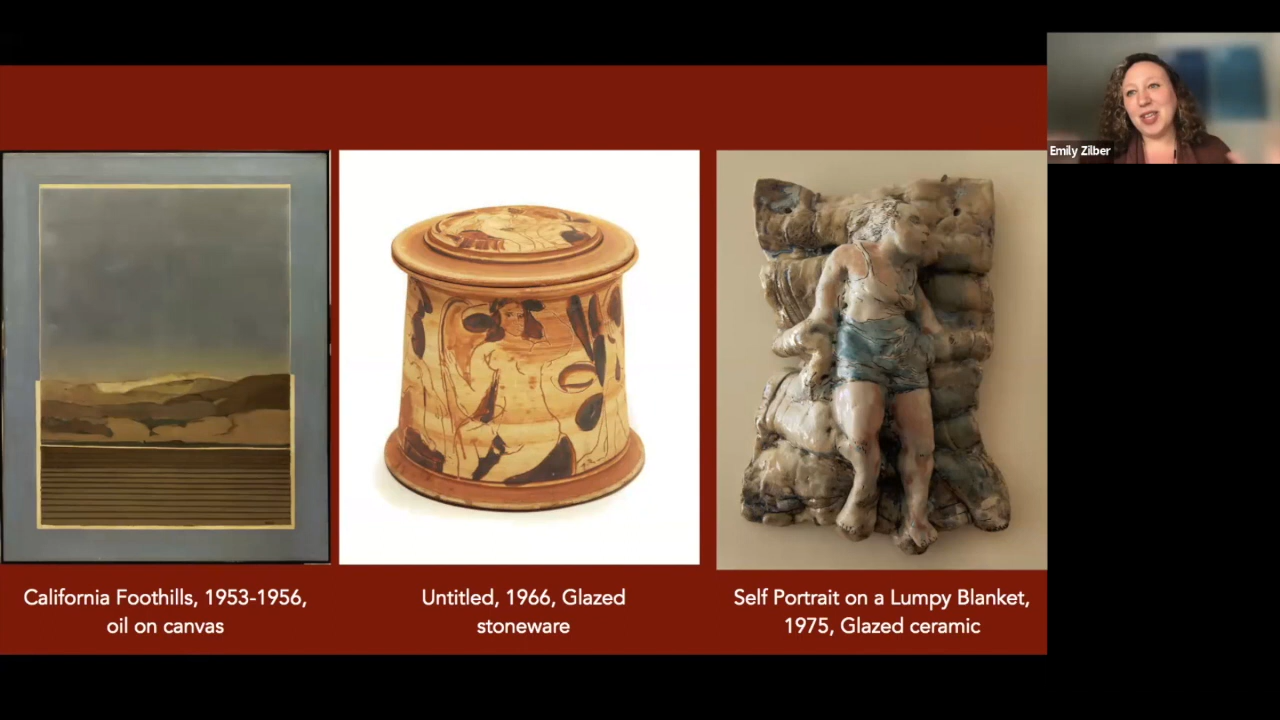 Emily Zilber
California Foothills, 1953-1956,
oil on canvas
Untitled, 1966, Glazed
stoneware
Self Portrait on a Lumpy Blanket,
1975, Glazed ceramic